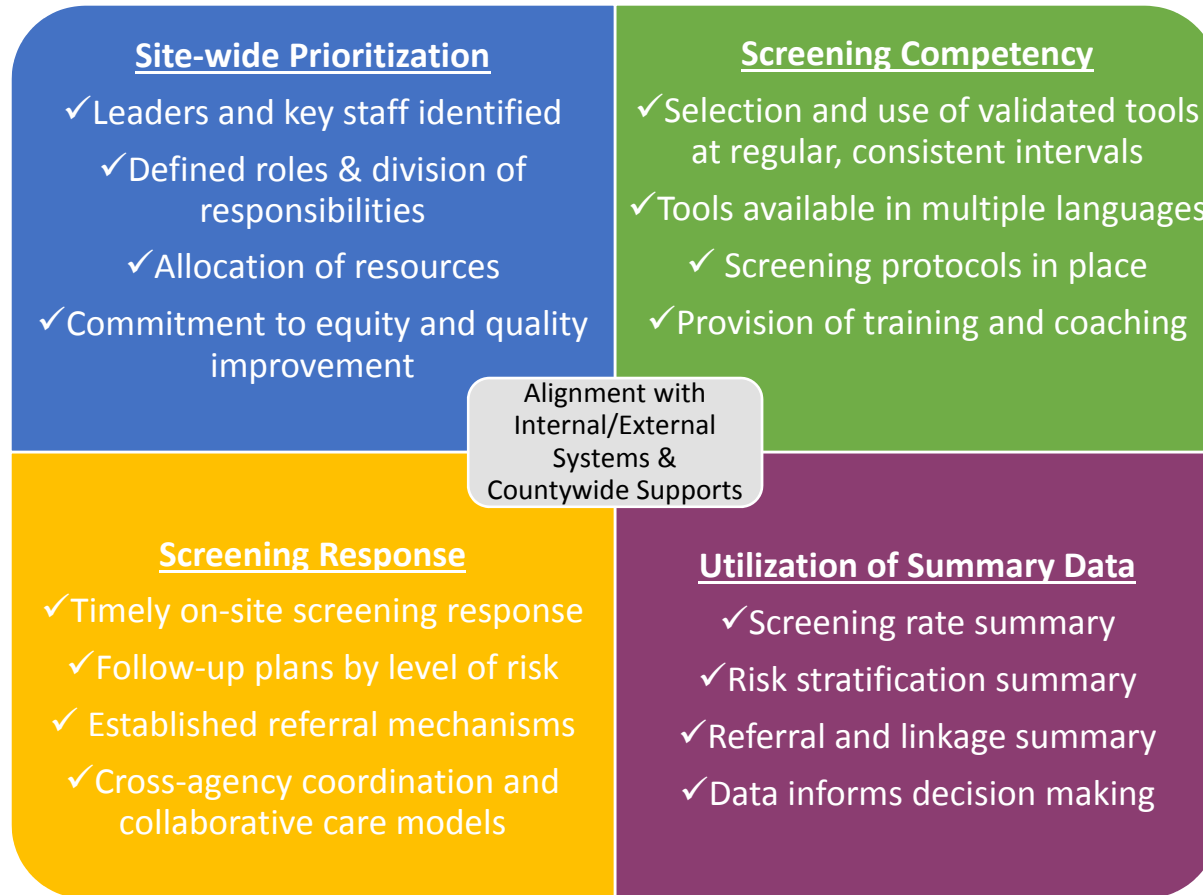 Site-wide Prioritization
✓Leaders and key staff identified
✓Defined roles & division of
responsibilities
✓Allocation of resources
✓Commitment to equity and quality
improvement
Screening Competency
✓Selection and use of validated tools
at regular, consistent intervals
✓Tools available in multiple languages
✓ Screening protocols in place
✓Provision of training and coaching
Alignment with
Internal/External
Systems &
Countywide Supports
Screening Response
✓Timely on-site screening response
✓Follow-up plans by level of risk
✓ Established referral mechanisms
✓Cross-agency coordination and
collaborative care models
Utilization of Summary Data
✓Screening rate summary
✓Risk stratification summary
✓Referral and linkage summary
✓Data informs decision making